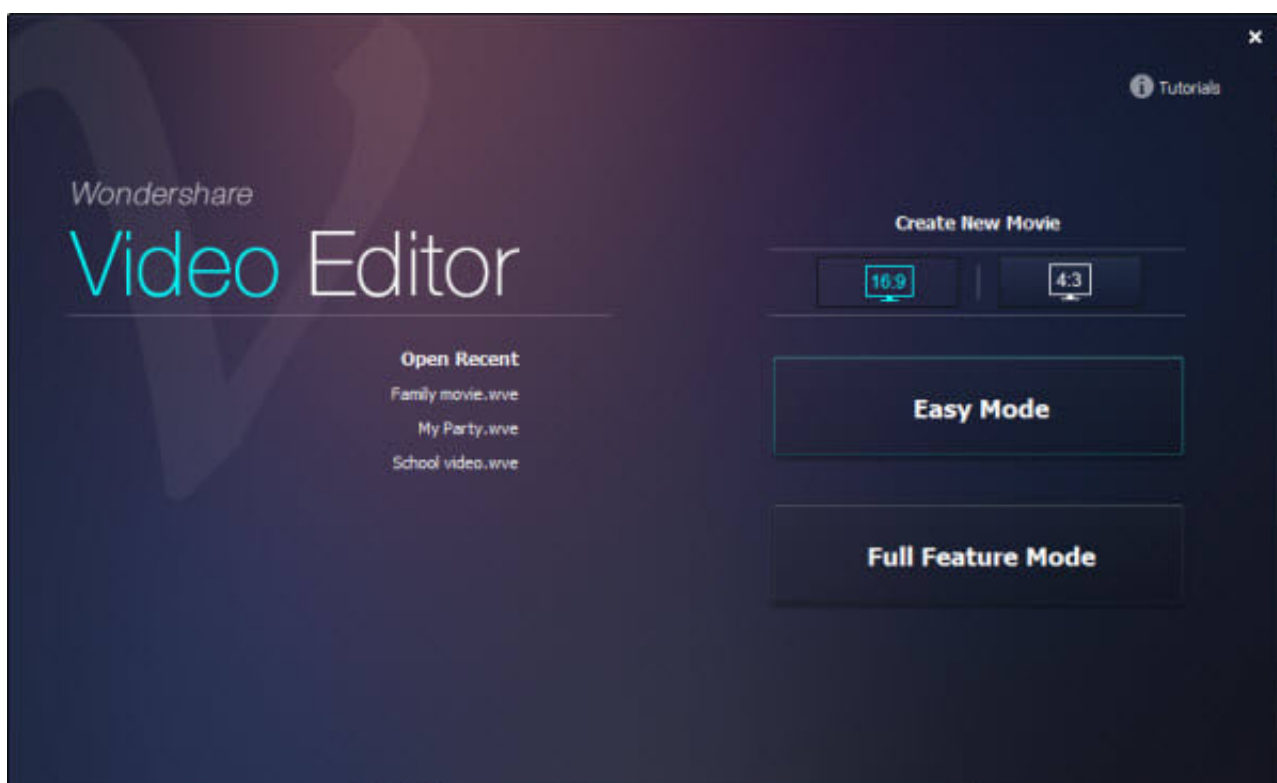 Tutorials
Wondershare
Video Editor
Open Recent
Family movie.wve
My Party.wve
School video.wve
Create New Movie
16:9
4:3
Easy Mode
Full Feature Mode